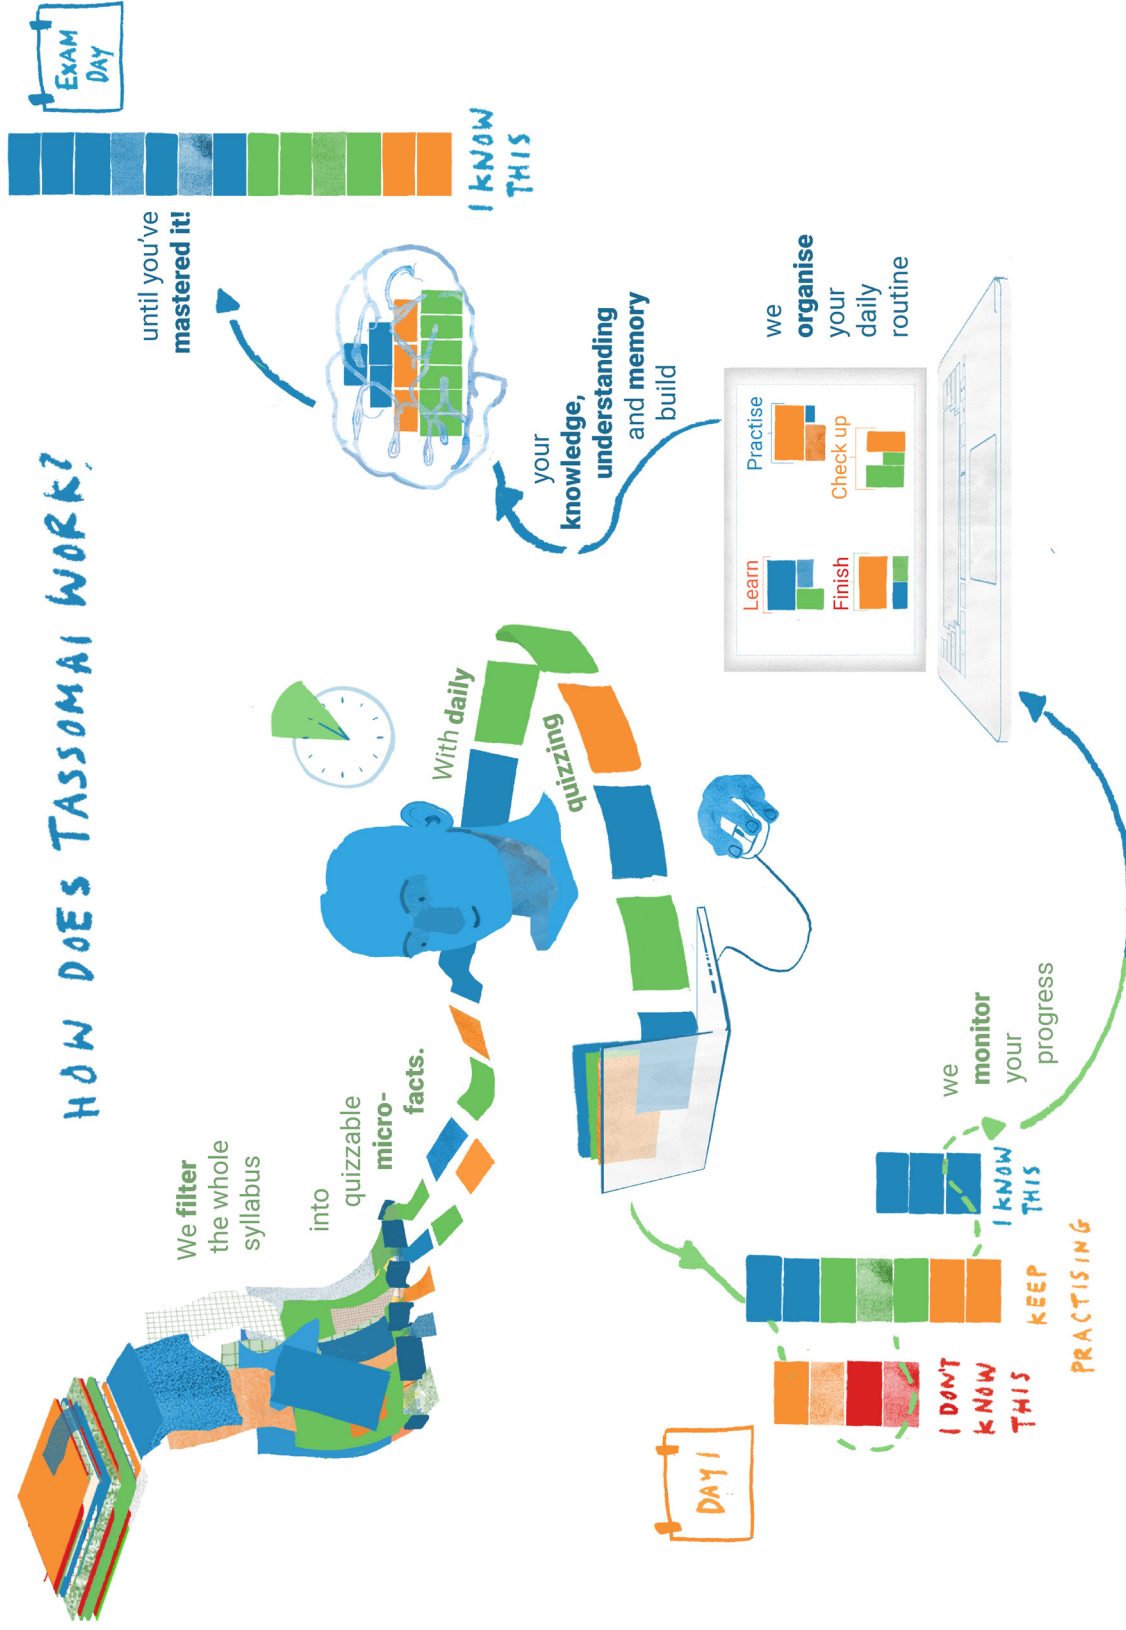 HOW DOES TASSOMAI WORK?
We filter
the whole
syllabus
into
quizzable
micro-
facts.
With daily
quizzing
DAY 1
I DON'T
KNOW
THIS
KEEP
PRACTISING
I KNOW
THIS
we
monitor
your
progress
Learn
Practise
Finish
Check up
we
organise
your
daily
routine
your
knowledge,
understanding
and memory
build
until you've
mastered it!
I KNOW
THIS
EXAM
DAY